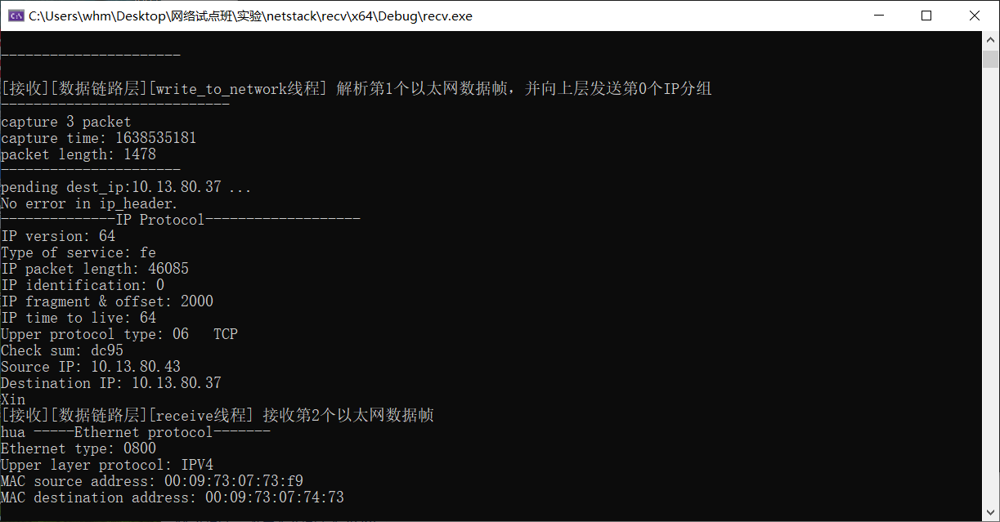 C:\Users\whm\Desktop\网络试点班\实验\netstack\recv\x64\Debug\recv.exe
----------------------
[接收][数据链路层][write_to_network线程] 解析第1个以太网数据帧，并向上层发送第0个IP分组
----------------------------
capture 3 packet
capture time: 1638535181
packet length: 1478
----------------------
pending dest_ip:10.13.80.37 ...
No error in ip_header.
--------------IP Protocol-------------------
IP version: 64
Type of service: fe
IP packet length: 46085
IP identification: 0
IP fragment & offset: 2000
IP time to live: 64
Upper protocol type: 06   TCP
Check sum: dc95
Source IP: 10.13.80.43
Destination IP: 10.13.80.37
Xin
[接收][数据链路层][receive线程] 接收第2个以太网数据帧
hua -----Ethernet protocol-------
Ethernet type: 0800
Upper layer protocol: IPV4
MAC source address: 00:09:73:07:73:f9
MAC destination address: 00:09:73:07:74:73